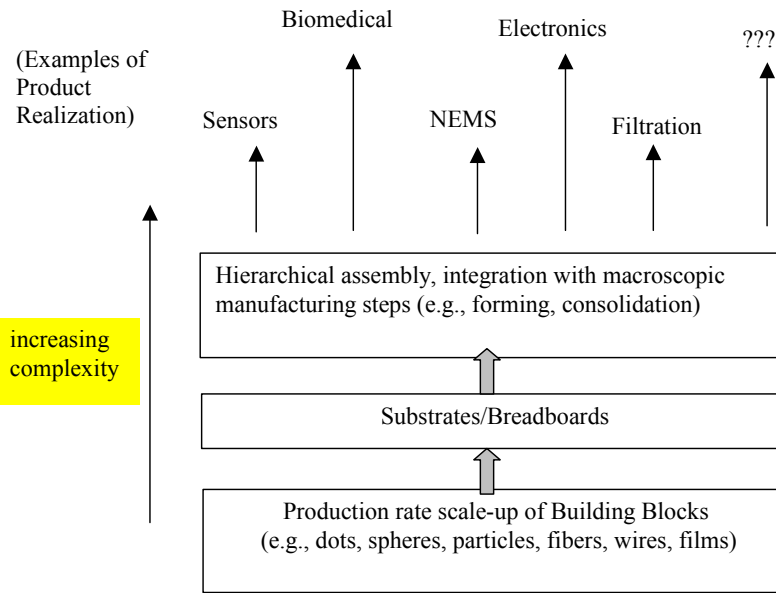 Biomedical
Electronics
???
(Examples of
Product
Realization)
Sensors
NEMS
Filtration
Hierarchical assembly, integration with macroscopic
manufacturing steps (e.g., forming, consolidation)
increasing
complexity
Substrates/Breadboards
Production rate scale-up of Building Blocks
(e.g., dots, spheres, particles, fibers, wires, films)